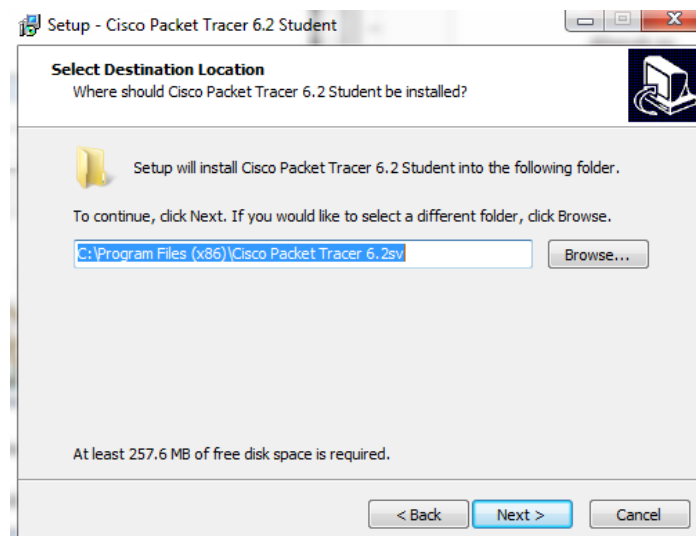 Setup - Cisco Packet Tracer 6.2 Student
Select Destination Location
Where should Cisco Packet Tracer 6.2 Student be installed?
Setup will install Cisco Packet Tracer 6.2 Student into the following folder.
To continue, click Next. If you would like to select a different folder, click Browse.
C:\Program Files (x86)\Cisco Packet Tracer 6.2sv
Browse...
At least 257.6 MB of free disk space is required.
< Back
Next >
Cancel